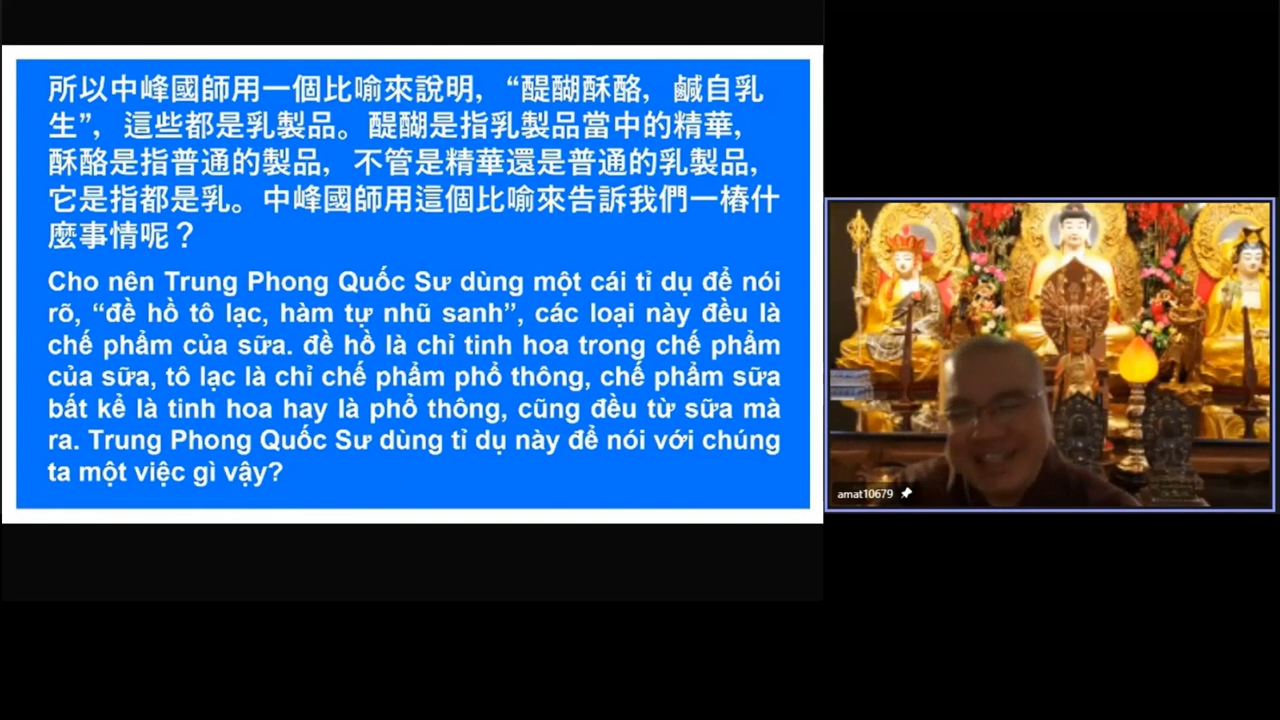 所以中峰國師用一個比喻來說明，“醍醐酥酪，鹹自乳
生”，這些都是乳製品。醍醐是指乳製品當中的精華，
酥酪是指普通的製品，不管是精華還是普通的乳製品，
它是指都是乳。中峰國師用這個比喻來告訴我們一樁什
麼事情呢？
Cho nên Trung Phong Quốc Sư dùng một cái tỉ dụ để nói
rõ, “đề hồ tô lạc, hàm tự nhũ sanh”, các loại này đều là
chế phẩm của sữa. đề hồ là chỉ tinh hoa trong chế phẩm
của sữa, tô lạc là chỉ chế phẩm phổ thông, chế phẩm sữa
bất kể là tinh hoa hay là phổ thông, cũng đều từ sữa mà
ra. Trung Phong Quốc Sư dùng tỉ dụ này để nói với chúng
ta một việc gì vậy?
amat10679